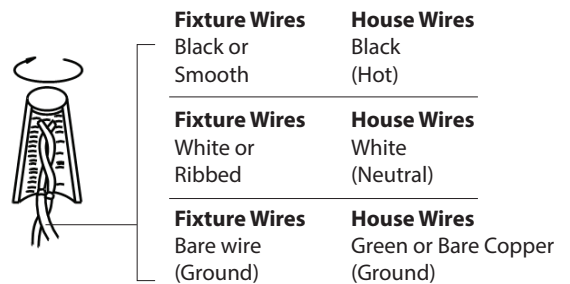 Fixture Wires House Wires
Black or Black
Smooth (Hot)
Fixture Wires House Wires
White or White
Ribbed (Neutral)
Fixture Wires House Wires
Bare wire Green or Bare Copper
(Ground) (Ground)